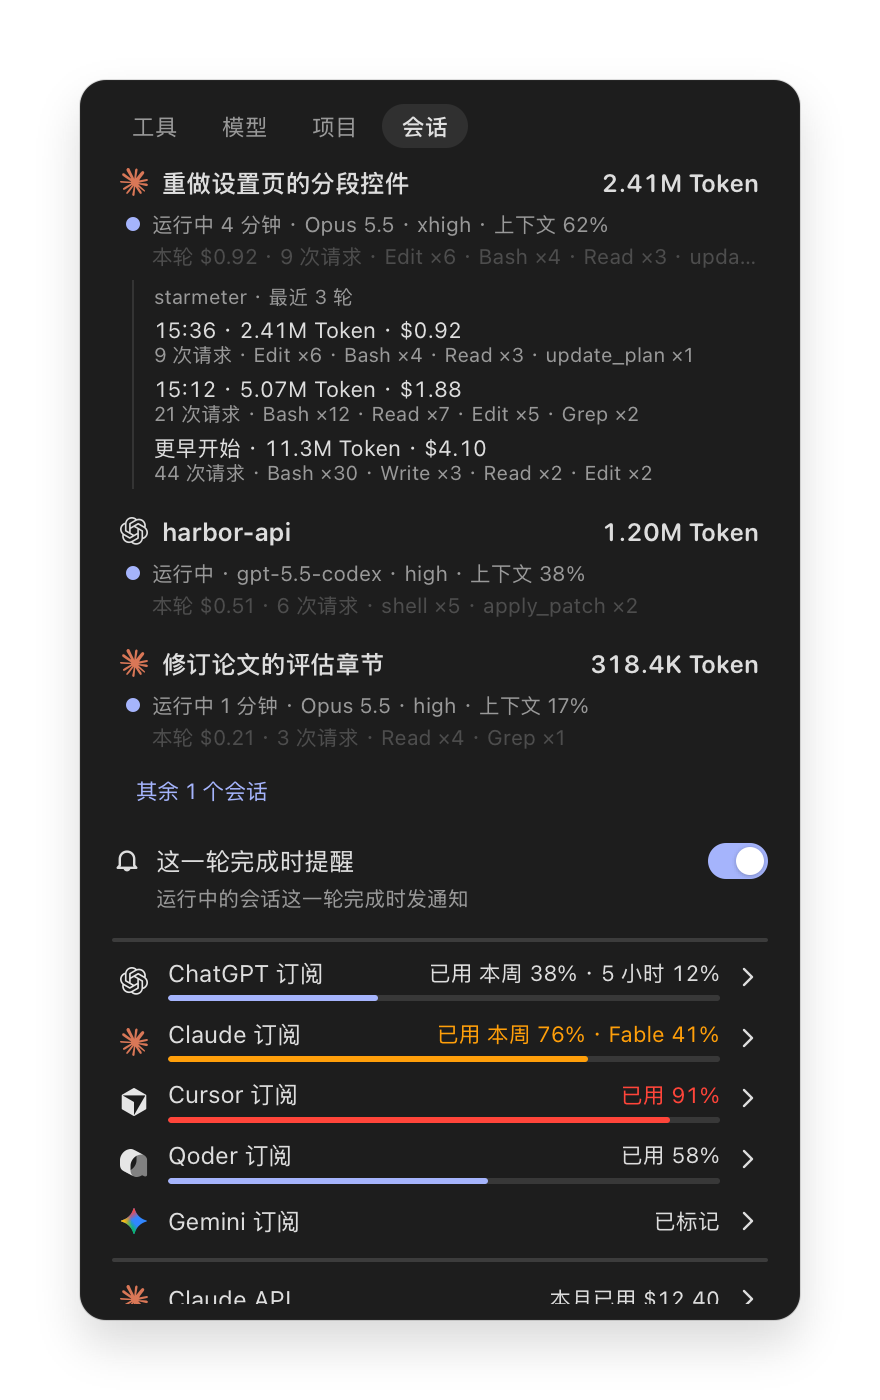 工具 模型 项目 会话
重做设置页的分段控件 2.41M Token
运行中 4 分钟 · Opus 5.5 · xhigh · 上下文 62%
本轮 $0.92 · 9 次请求 · Edit ×6 · Bash ×4 · Read ×3 · upda...
starmeter · 最近 3 轮
15:36 · 2.41M Token · $0.92
9 次请求 · Edit ×6 · Bash ×4 · Read ×3 · update_plan ×1
15:12 · 5.07M Token · $1.88
21 次请求 · Bash ×12 · Read ×7 · Edit ×5 · Grep ×2
更早开始 · 11.3M Token · $4.10
44 次请求 · Bash ×30 · Write ×3 · Read ×2 · Edit ×2
harbor-api 1.20M Token
运行中 · gpt-5.5-codex · high · 上下文 38%
本轮 $0.51 · 6 次请求 · shell ×5 · apply_patch ×2
修订论文的评估章节 318.4K Token
运行中 1 分钟 · Opus 5.5 · high · 上下文 17%
本轮 $0.21 · 3 次请求 · Read ×4 · Grep ×1
其余 1 个会话
这一轮完成时提醒
运行中的会话这一轮完成时发通知
ChatGPT 订阅 已用 本周 38% · 5 小时 12%
Claude 订阅 已用 本周 76% · Fable 41%
Cursor 订阅 已用 91%
Qoder 订阅 已用 58%
Gemini 订阅 已标记
Claude API 本月已用 $12.40